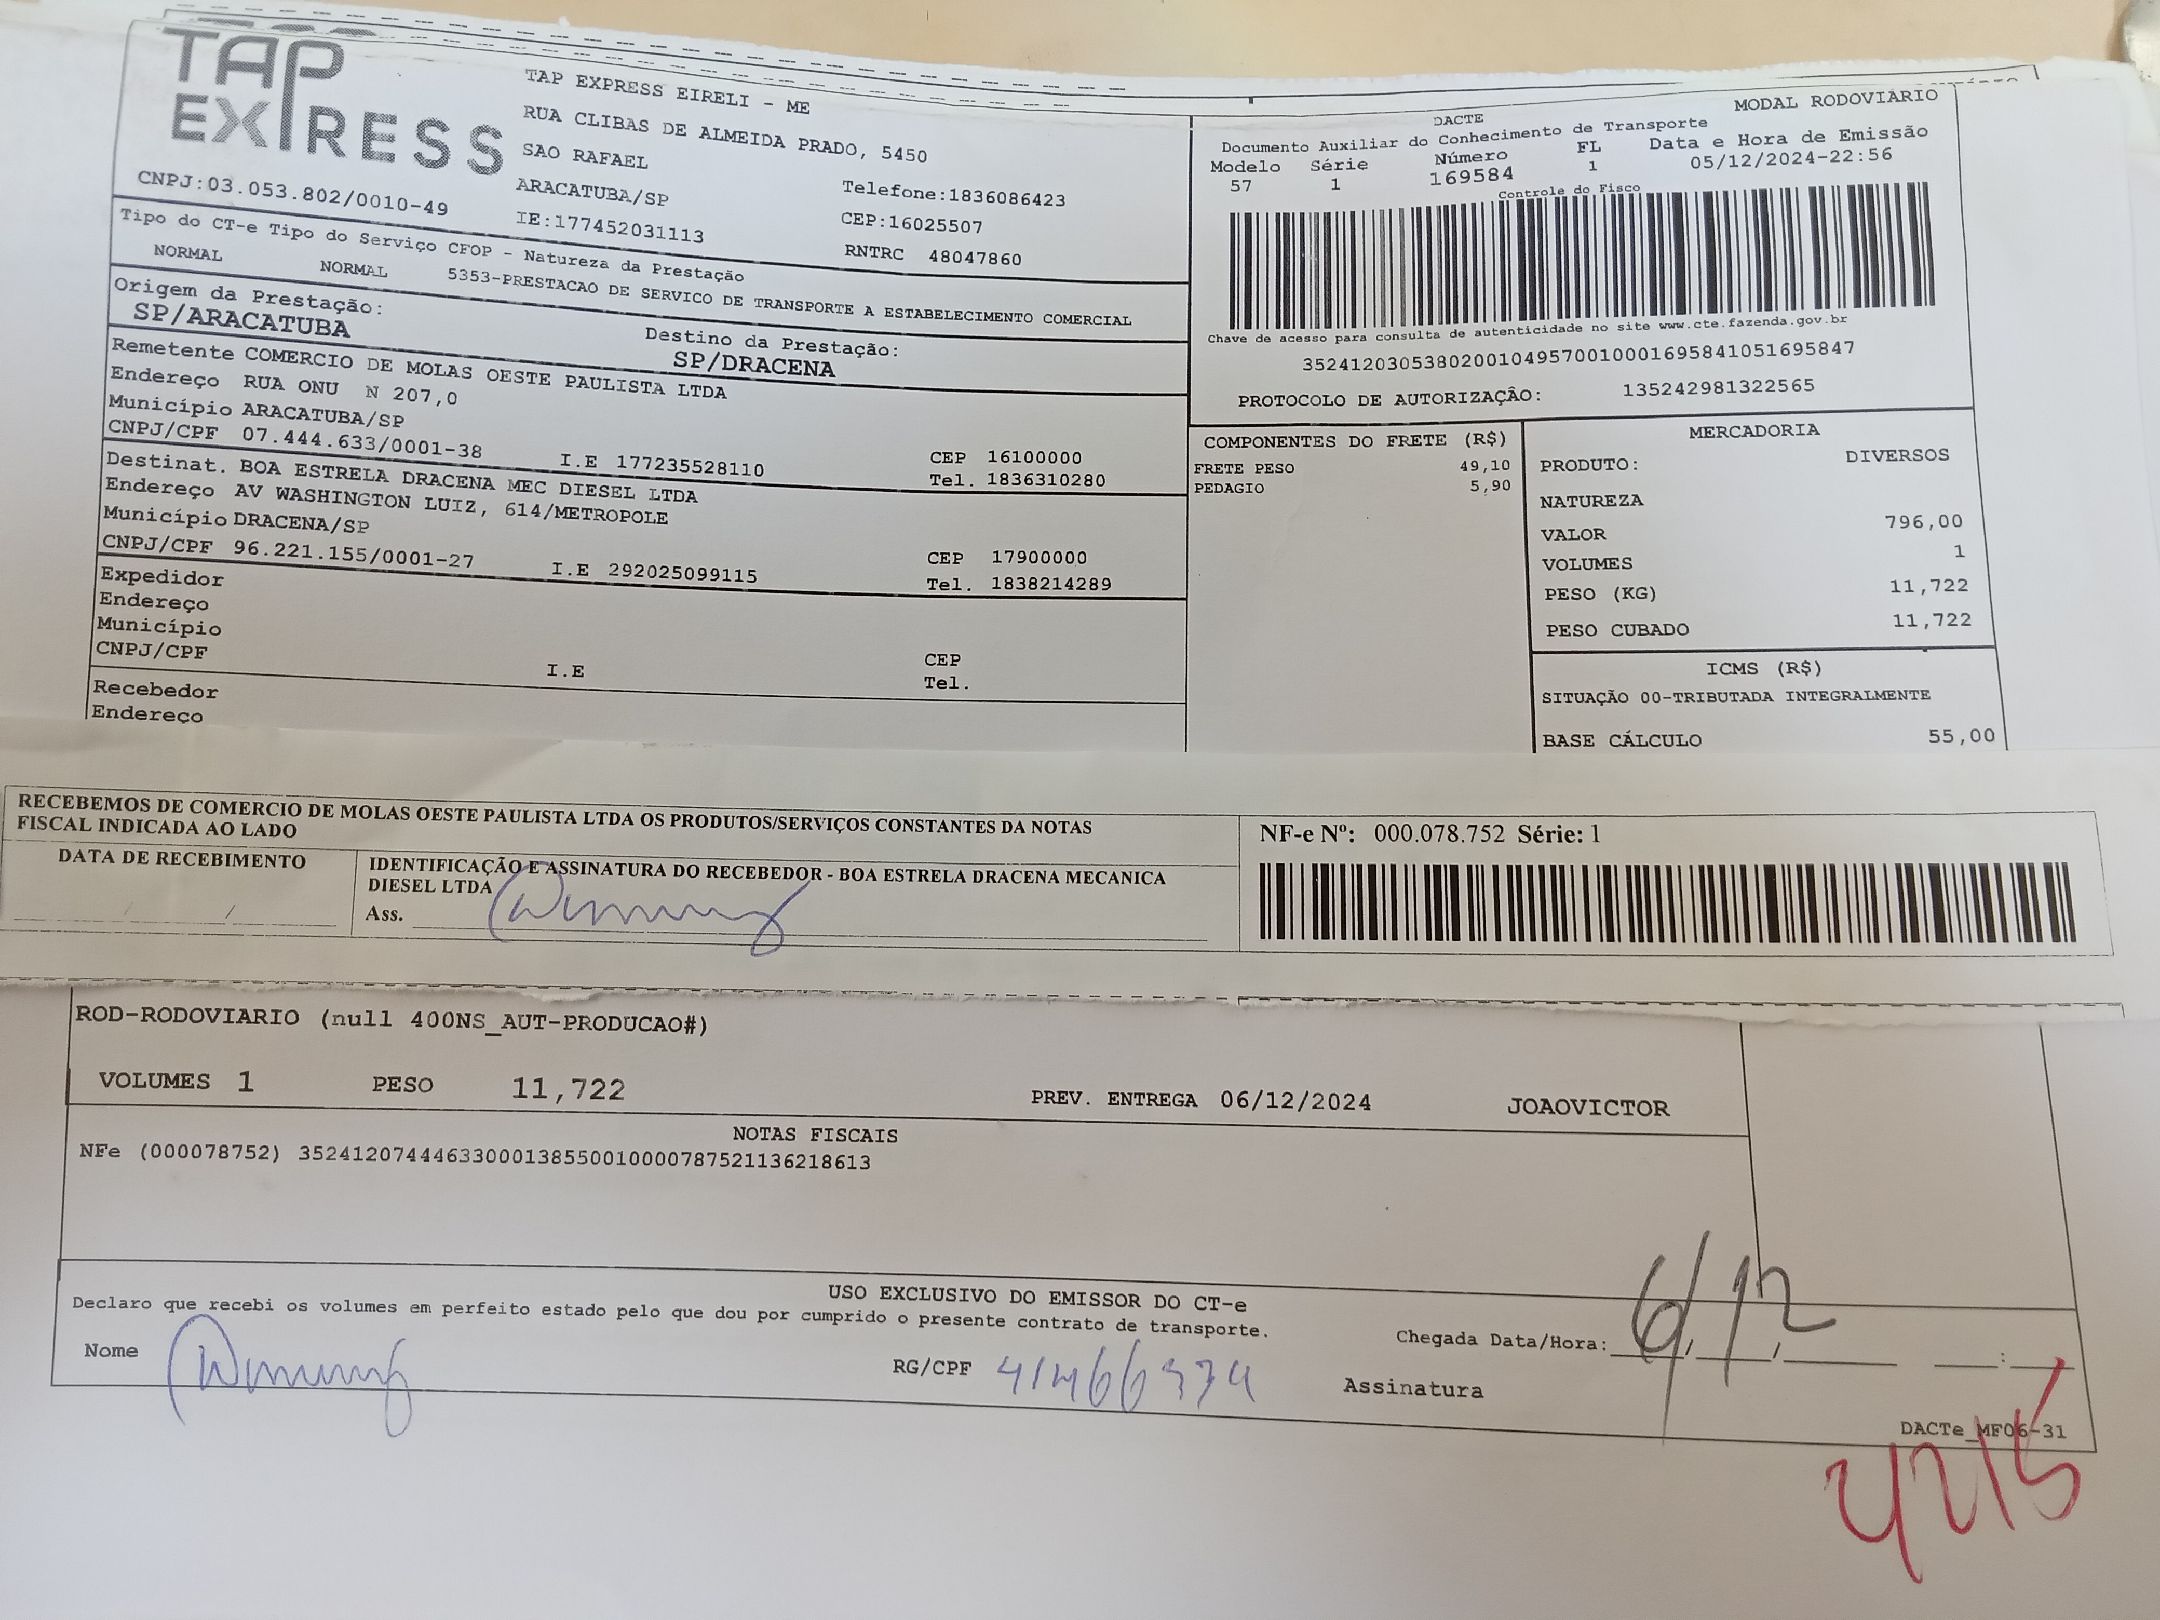 TAP
EXPRESS
CNPJ:03.053.802/0010-49
TAP EXPRESS EIRELI - ME
RUA CLIBAS DE ALMEIDA PRADO, 5450
SAO RAFAEL
ARACATUBA/SP Telefone:1836086423
IE:177452031113 CEP:16025507
RNTRC 48047860
DACTE MODAL RODOVIARIO
Documento Auxiliar do Conhecimento de Transporte
Modelo Série Número FL Data e Hora de Emissão
57 1 169584 1 05/12/2024-22:56
Controle do Fisco
Chave de acesso para consulta de autenticidade no site www.cte.fazenda.gov.br
35241203053802001049570010001695841051695847
PROTOCOLO DE AUTORIZAÇÃO: 135242981322565
Tipo do CT-e Tipo do Serviço CFOP - Natureza da Prestação
NORMAL NORMAL 5353-PRESTACAO DE SERVICO DE TRANSPORTE A ESTABELECIMENTO COMERCIAL
Origem da Prestação: Destino da Prestação:
SP/ARACATUBA SP/DRACENA
Remetente COMERCIO DE MOLAS OESTE PAULISTA LTDA
Endereço RUA ONU N 207,0
Município ARACATUBA/SP CEP 16100000
CNPJ/CPF 07.444.633/0001-38 I.E 177235528110 Tel. 1836310280
Destinat. BOA ESTRELA DRACENA MEC DIESEL LTDA
Endereço AV WASHINGTON LUIZ, 614/METROPOLE
Município DRACENA/SP CEP 17900000
CNPJ/CPF 96.221.155/0001-27 I.E 292025099115 Tel. 1838214289
Expedidor
Endereço
Município CEP
CNPJ/CPF I.E Tel.
Recebedor
Endereço
COMPONENTES DO FRETE (R$)
FRETE PESO 49,10
PEDAGIO 5,90
MERCADORIA
PRODUTO: DIVERSOS
NATUREZA
VALOR 796,00
VOLUMES 1
PESO (KG) 11,722
PESO CUBADO 11,722
ICMS (R$)
SITUAÇÃO 00-TRIBUTADA INTEGRALMENTE
BASE CÁLCULO 55,00
RECEBEMOS DE COMERCIO DE MOLAS OESTE PAULISTA LTDA OS PRODUTOS/SERVIÇOS CONSTANTES DA NOTAS
FISCAL INDICADA AO LADO
DATA DE RECEBIMENTO
IDENTIFICAÇÃO E ASSINATURA DO RECEBEDOR - BOA ESTRELA DRACENA MECANICA
DIESEL LTDA
Ass.
NF-e Nº: 000.078.752 Série: 1
ROD-RODOVIARIO (null 400NS_AUT-PRODUCAO#)
VOLUMES 1 PESO 11,722 PREV. ENTREGA 06/12/2024 JOAOVICTOR
NOTAS FISCAIS
NFe (000078752) 35241207444633000138550010000787521136218613
USO EXCLUSIVO DO EMISSOR DO CT-e
Declaro que recebi os volumes em perfeito estado pelo que dou por cumprido o presente contrato de transporte.
Nome RG/CPF Chegada Data/Hora: 6/12
Assinatura
DACTe_MF06-31